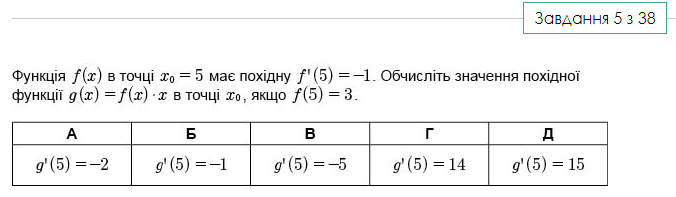 Завдання 5 з 38
Функція f(x) в точці x₀ = 5 має похідну f'(5) = −1. Обчисліть значення похідної
функції g(x) = f(x) · x в точці x₀, якщо f(5) = 3.
А Б В Г Д
g'(5) = −2 g'(5) = −1 g'(5) = −5 g'(5) = 14 g'(5) = 15